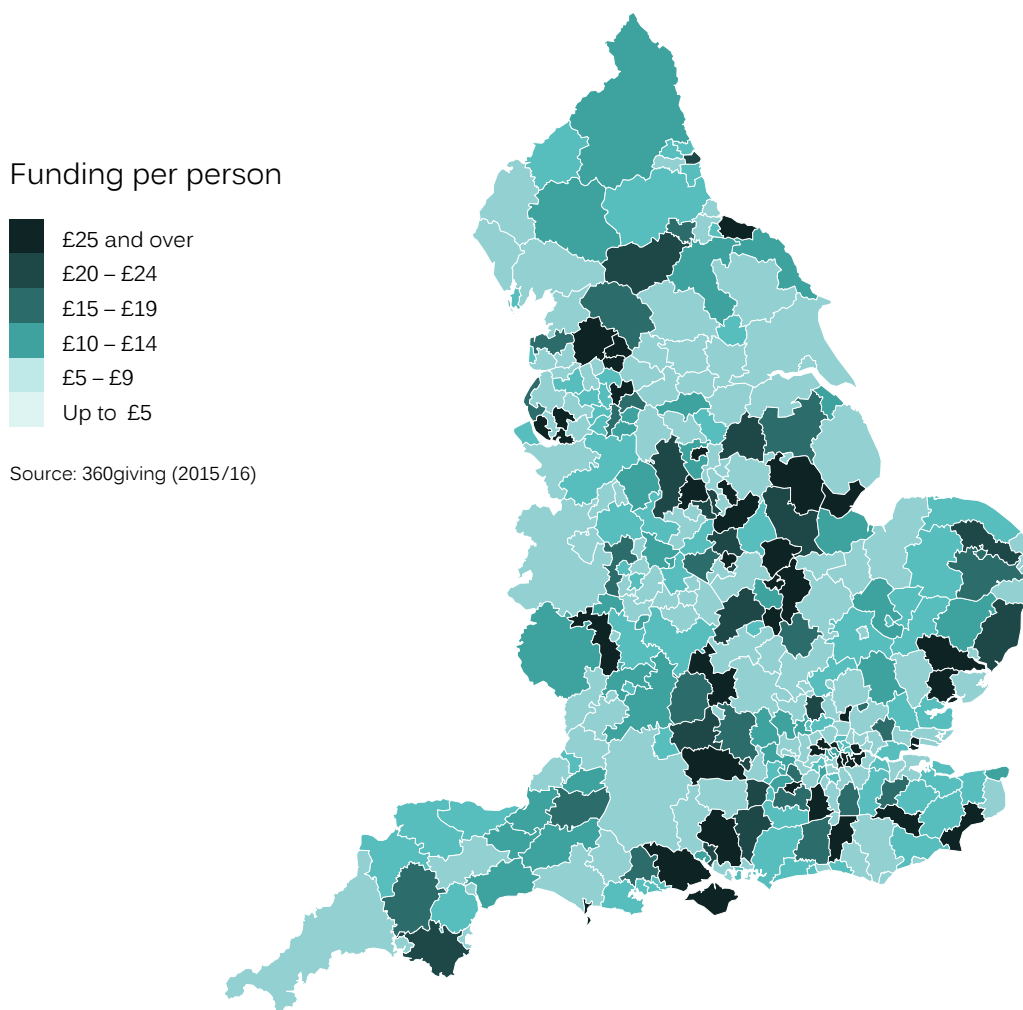 Funding per person
£25 and over
£20 – £24
£15 – £19
£10 – £14
£5 – £9
Up to £5
Source: 360giving (2015/16)